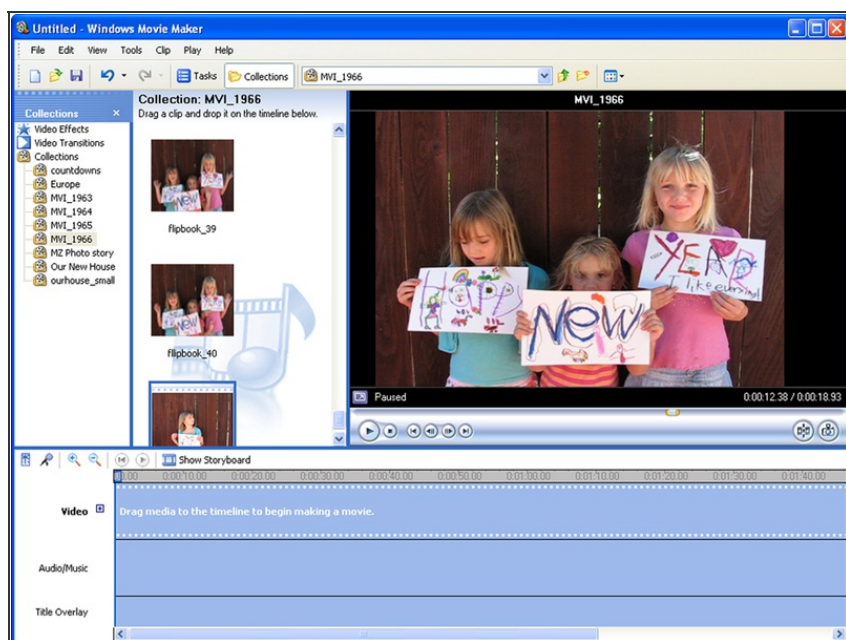 Untitled - Windows Movie Maker
File Edit View Tools Clip Play Help
Tasks Collections MVI_1966
Collections
Video Effects
Video Transitions
Collections
countdowns
Europe
MVI_1963
MVI_1964
MVI_1965
MVI_1966
MZ Photo story
Our New House
ourhouse_small
Collection: MVI_1966
Drag a clip and drop it on the timeline below.
flipbook_39
flipbook_40
MVI_1966
HAPPY
NEW
YEAR
I like
Paused
0:00:12.38 / 0:00:18.93
Show Storyboard
0:00:10.00 0:00:20.00 0:00:30.00 0:00:40.00 0:00:50.00 0:01:00.00 0:01:10.00 0:01:20.00 0:01:30.00 0:01:40.00
Video
Drag media to the timeline to begin making a movie.
Audio/Music
Title Overlay